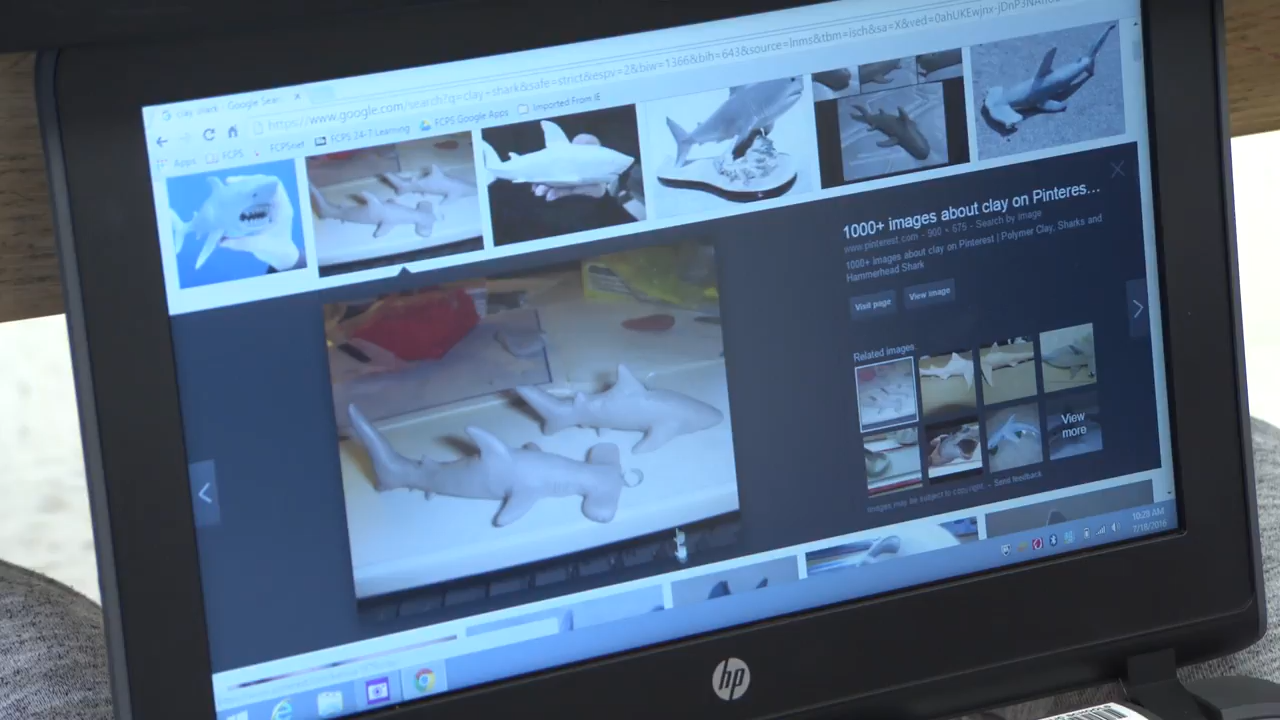 clay shark - Google Sear
https://www.google.com/search?q=clay+shark&safe=strict&espv=2&biw=1366&bih=643&source=lnms&tbm=isch&sa=X&ved=0ahUKEwjnx-jDnP3NAh
Apps FCPS FCPSnet FCPS 24-7 Learning FCPS Google Apps Imported From IE
1000+ images about clay on Pinteres...
www.pinterest.com - 900 × 675 - Search by image
1000+ images about clay on Pinterest | Polymer Clay, Sharks and
Hammerhead Shark
Visit page View image
Related images
View
more
Images may be subject to copyright. - Send feedback
10:25 AM
7/18/2016
hp